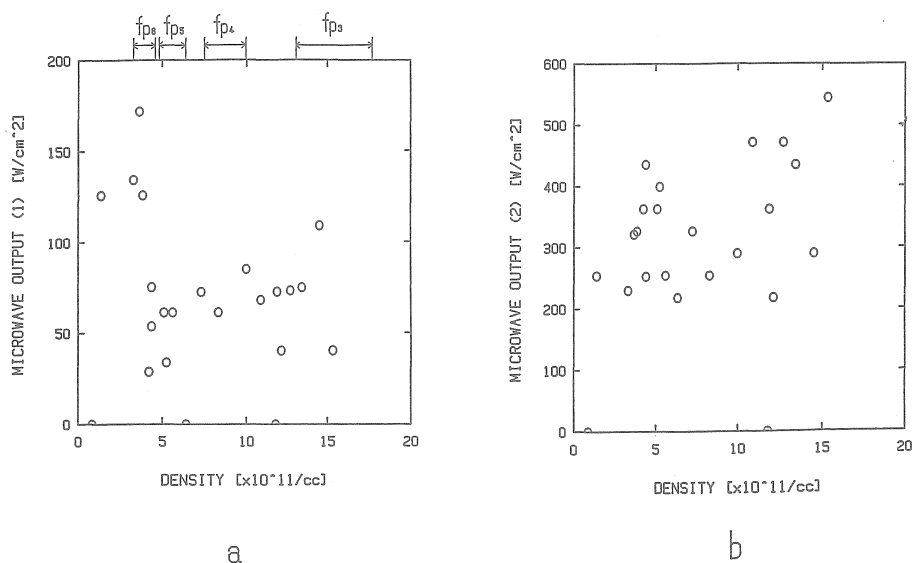 fp6 fp5 fp4 fp3
200
150
100
50
0
0 5 10 15 20
MICROWAVE OUTPUT (1) [W/cm^2]
DENSITY [x10^11/cc]
a
600
500
400
300
200
100
0
0 5 10 15 20
MICROWAVE OUTPUT (2) [W/cm^2]
DENSITY [x10^11/cc]
b